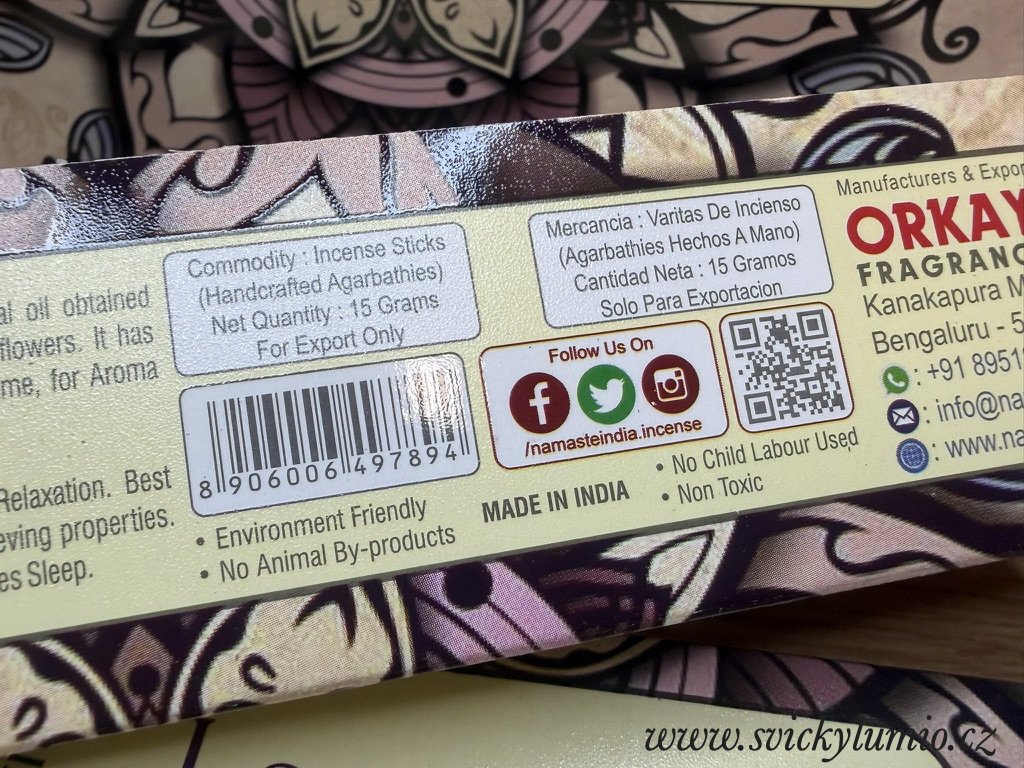 al oil obtained
flowers. It has
me, for Aroma
Relaxation. Best
eving properties.
es Sleep.
Commodity : Incense Sticks
(Handcrafted Agarbathies)
Net Quantity : 15 Grams
For Export Only
8 906006 497894
• Environment Friendly
• No Animal By-products
Mercancia : Varitas De Incienso
(Agarbathies Hechos A Mano)
Cantidad Neta : 15 Gramos
Solo Para Exportacion
Follow Us On
/namasteindia.incense
MADE IN INDIA
• No Child Labour Used
• Non Toxic
Manufacturers & Expor
ORKAY
FRAGRANC
Kanakapura M
Bengaluru - 5
: +91 8951
: info@na
: www.na
www.svickylumio.cz